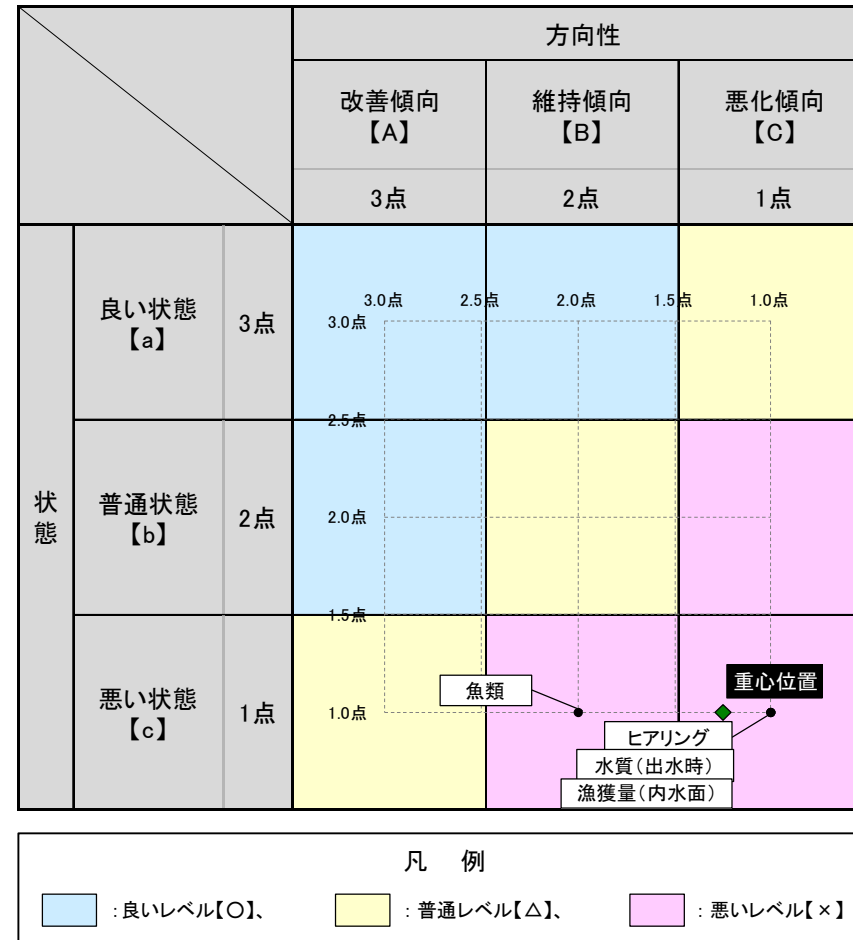 方向性
改善傾向
【A】
維持傾向
【B】
悪化傾向
【C】
3点
2点
1点
状態
良い状態
【a】
3点
3.0点
2.5点
2.0点
1.5点
1.0点
3.0点
2.5点
普通状態
【b】
2点
2.0点
1.5点
悪い状態
【c】
1点
1.0点
魚類
重心位置
ヒアリング
水質(出水時)
漁獲量(内水面)
凡 例
:良いレベル【○】、
:普通レベル【△】、
:悪いレベル【×】